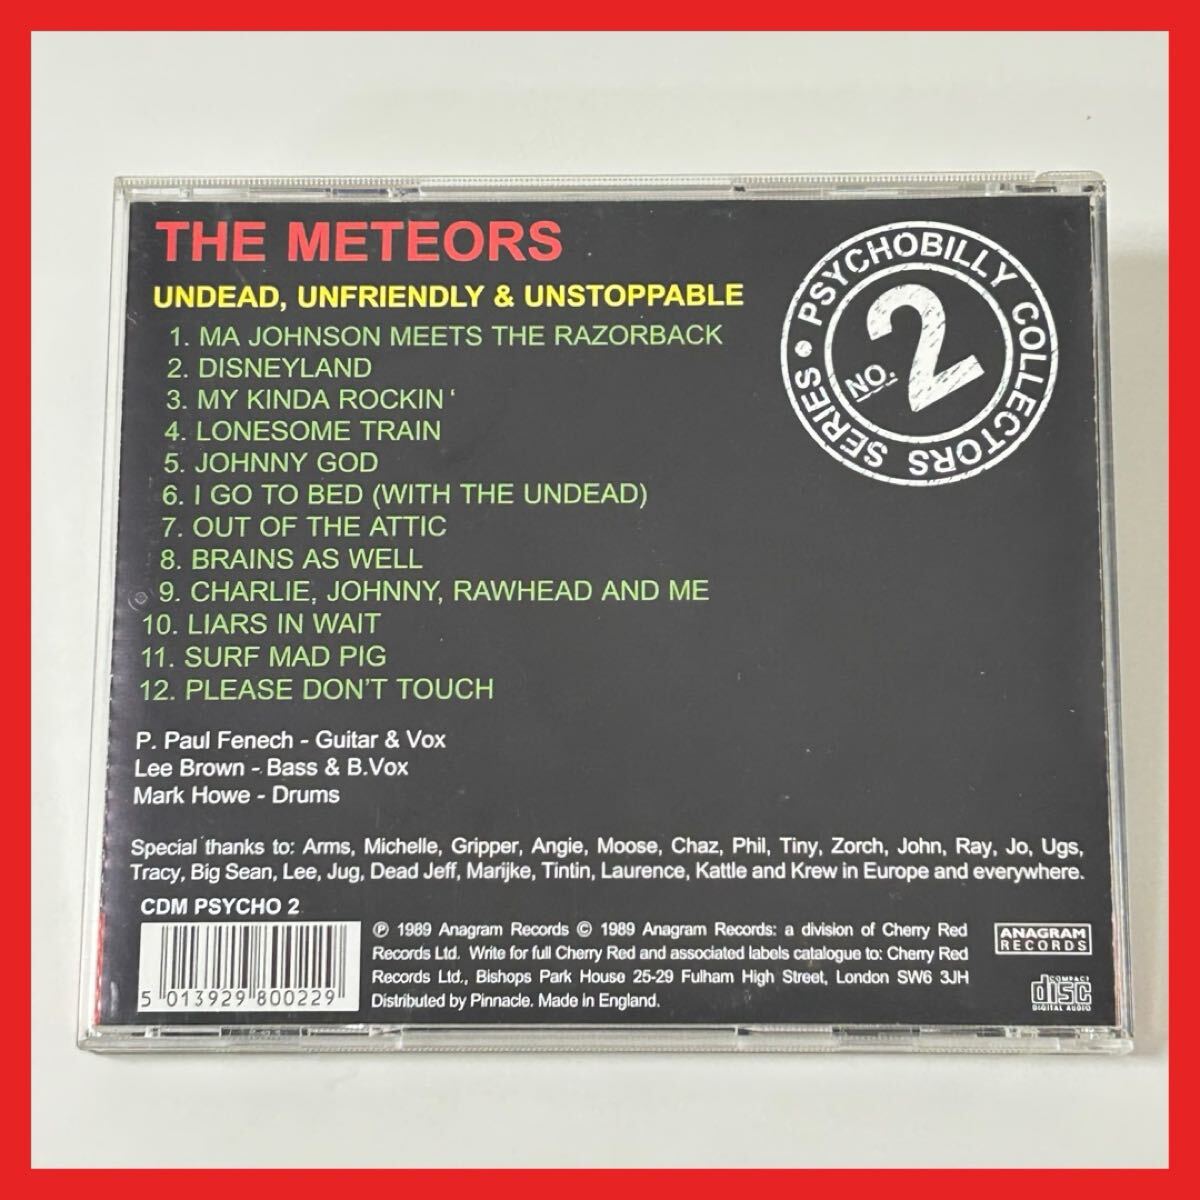 THE METEORS
UNDEAD, UNFRIENDLY & UNSTOPPABLE
1. MA JOHNSON MEETS THE RAZORBACK
2. DISNEYLAND
3. MY KINDA ROCKIN‘
4. LONESOME TRAIN
5. JOHNNY GOD
6. I GO TO BED (WITH THE UNDEAD)
7. OUT OF THE ATTIC
8. BRAINS AS WELL
9. CHARLIE, JOHNNY, RAWHEAD AND ME
10. LIARS IN WAIT
11. SURF MAD PIG
12. PLEASE DON'T TOUCH
PSYCHOBILLY COLLECTORS SERIES •
NO. 2
P. Paul Fenech - Guitar & Vox
Lee Brown - Bass & B.Vox
Mark Howe - Drums
Special thanks to: Arms, Michelle, Gripper, Angie, Moose, Chaz, Phil, Tiny, Zorch, John, Ray, Jo, Ugs,
Tracy, Big Sean, Lee, Jug, Dead Jeff, Marijke, Tintin, Laurence, Kattle and Krew in Europe and everywhere.
CDM PSYCHO 2
5 013929 800229
℗ 1989 Anagram Records © 1989 Anagram Records: a division of Cherry Red
Records Ltd. Write for full Cherry Red and associated labels catalogue to: Cherry Red
Records Ltd., Bishops Park House 25-29 Fulham High Street, London SW6 3JH
Distributed by Pinnacle. Made in England.
ANAGRAM
RECORDS
COMPACT
disc
DIGITAL AUDIO